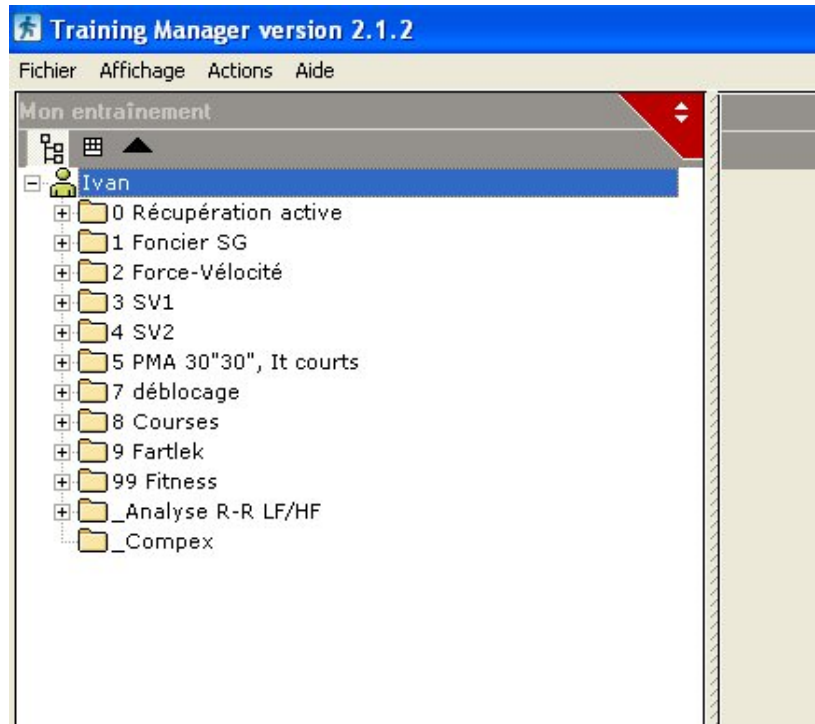 Training Manager version 2.1.2
Fichier Affichage Actions Aide
Mon entraînement
Ivan
0 Récupération active
1 Foncier SG
2 Force-Vélocité
3 SV1
4 SV2
5 PMA 30"30", It courts
7 déblocage
8 Courses
9 Fartlek
99 Fitness
_Analyse R-R LF/HF
_Compex